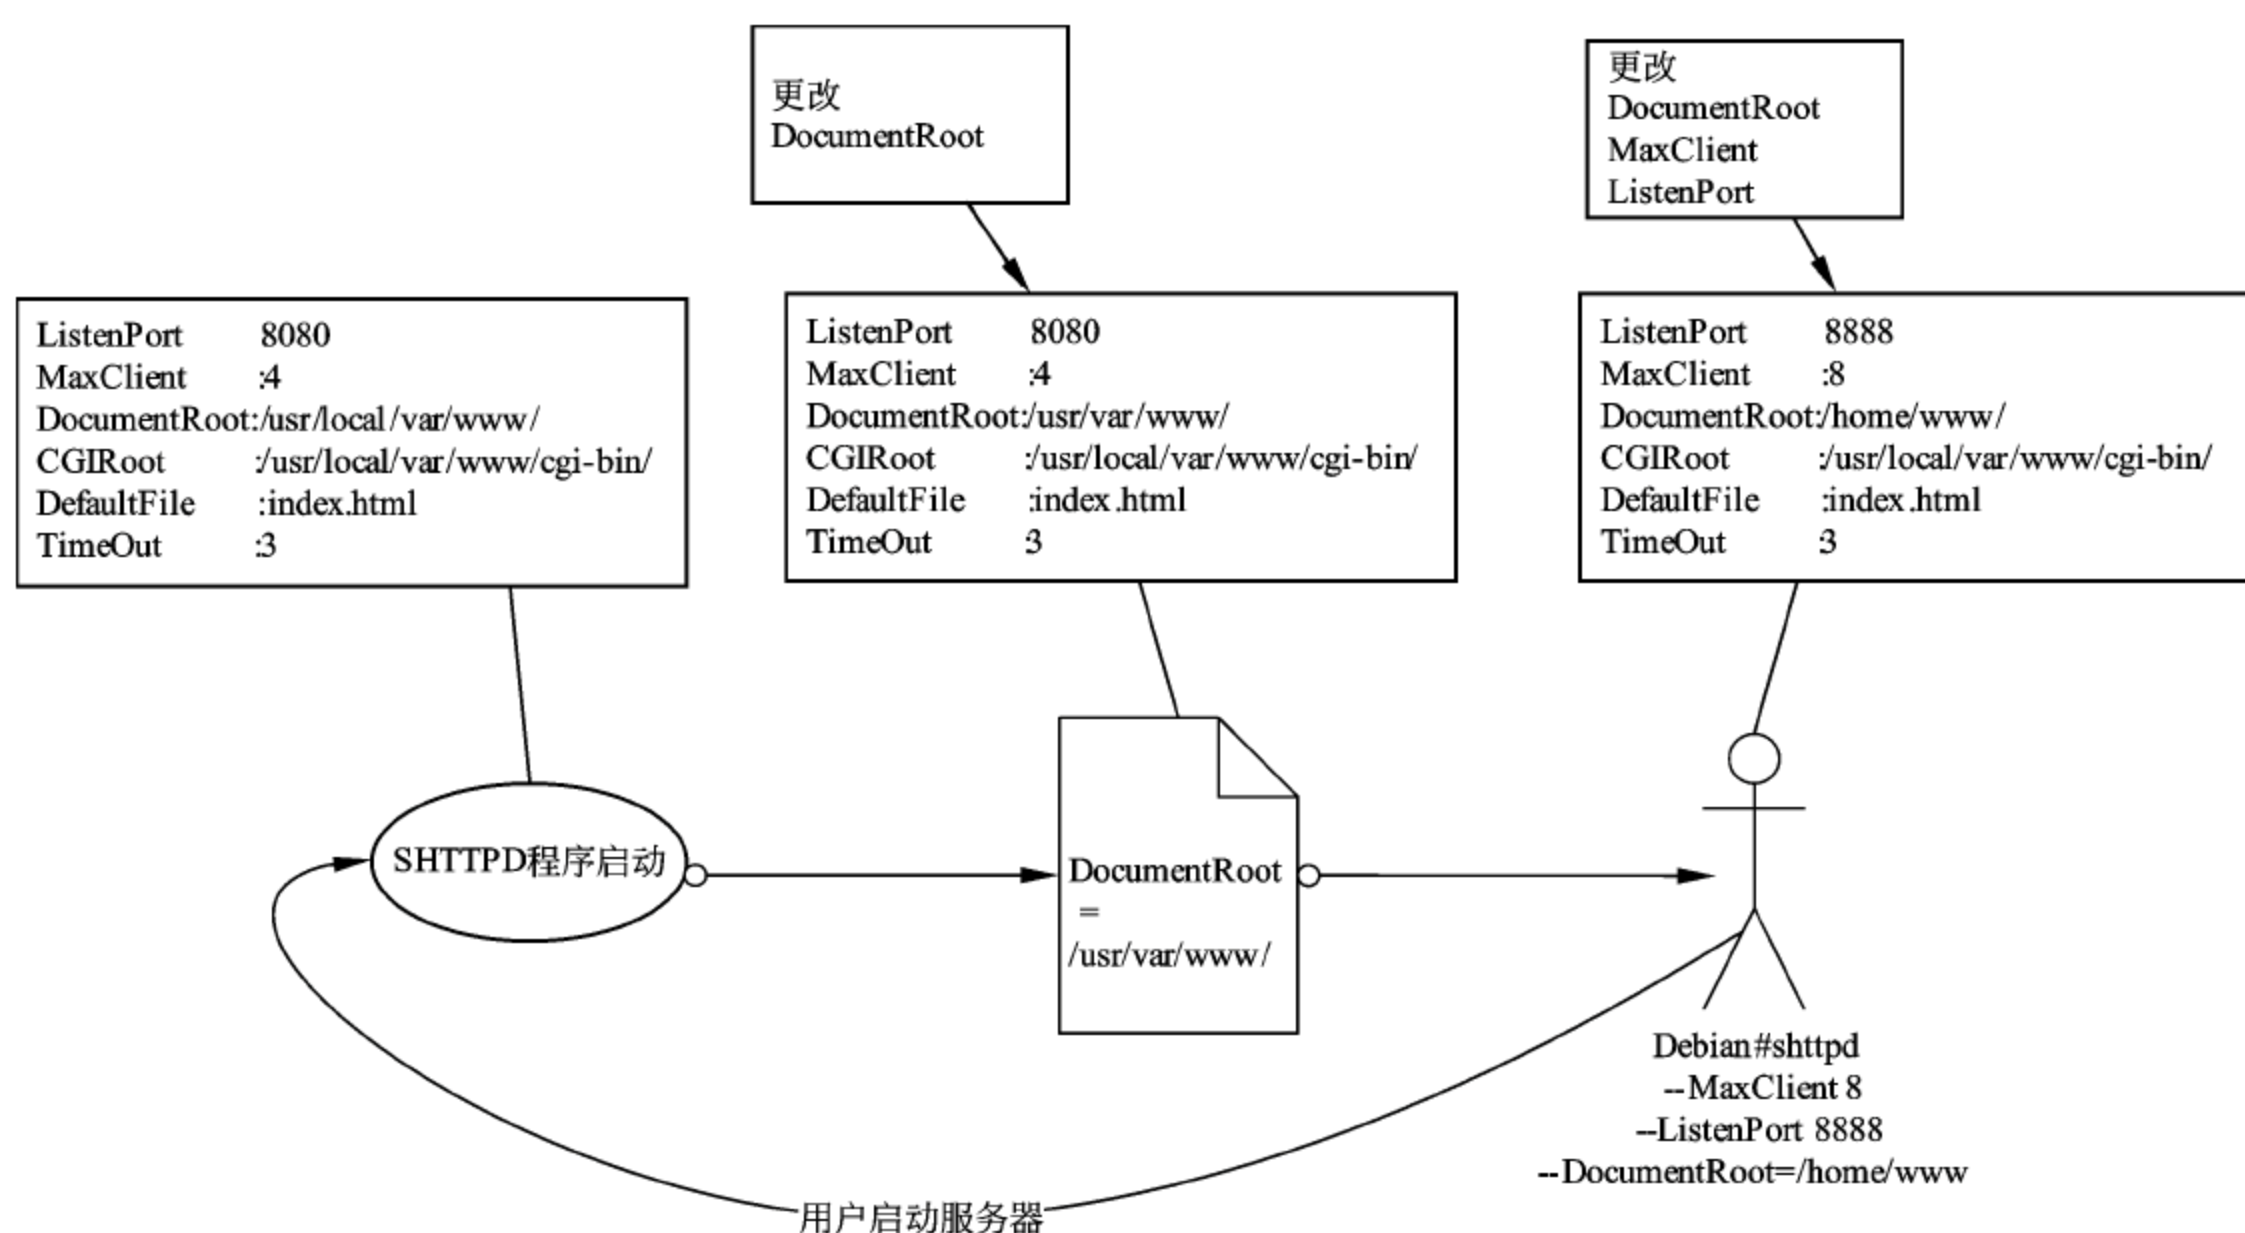 更改
DocumentRoot
更改
DocumentRoot
MaxClient
ListenPort
ListenPort 8080
MaxClient :4
DocumentRoot:/usr/local/var/www/
CGIRoot :/usr/local/var/www/cgi-bin/
DefaultFile :index.html
TimeOut :3
ListenPort 8080
MaxClient :4
DocumentRoot:/usr/var/www/
CGIRoot :/usr/local/var/www/cgi-bin/
DefaultFile :index.html
TimeOut :3
ListenPort 8888
MaxClient :8
DocumentRoot:/home/www/
CGIRoot :/usr/local/var/www/cgi-bin/
DefaultFile :index.html
TimeOut :3
SHTTPD程序启动
DocumentRoot
=
/usr/var/www/
Debian#shttpd
--MaxClient 8
--ListenPort 8888
--DocumentRoot=/home/www
用户启动服务器